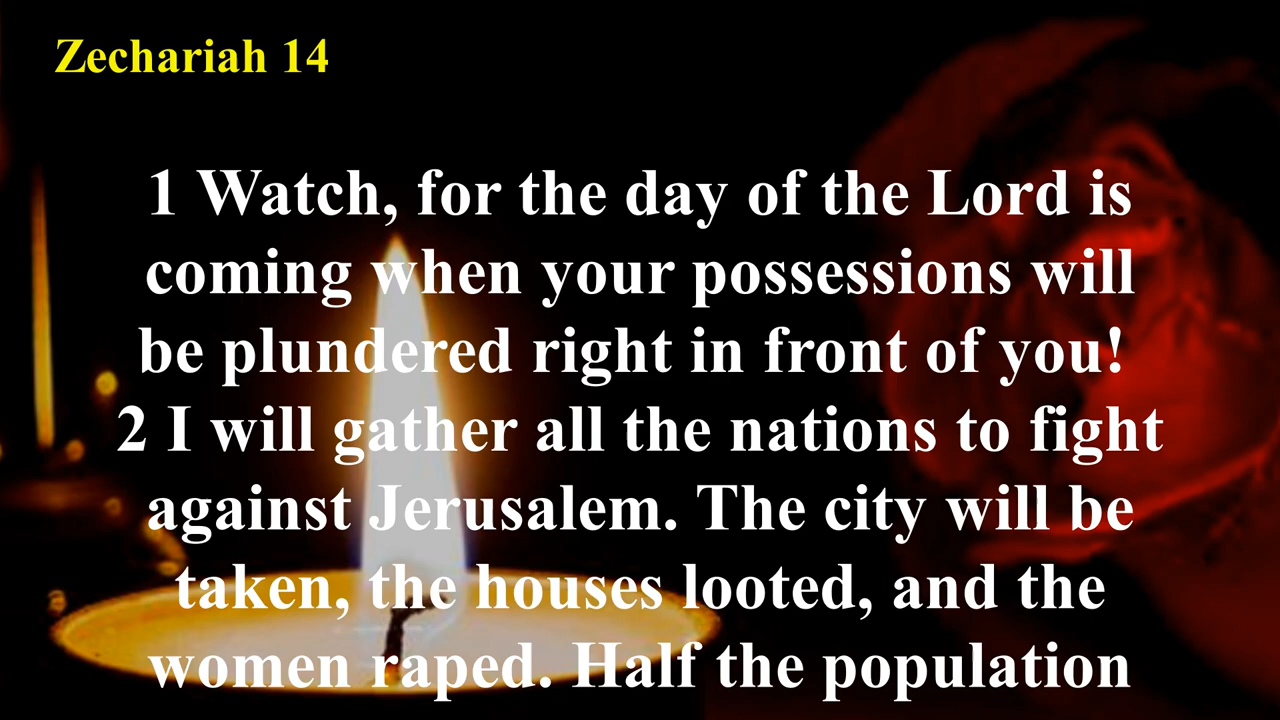 Zechariah 14
1 Watch, for the day of the Lord is
coming when your possessions will
be plundered right in front of you!
2 I will gather all the nations to fight
against Jerusalem. The city will be
taken, the houses looted, and the
women raped. Half the population